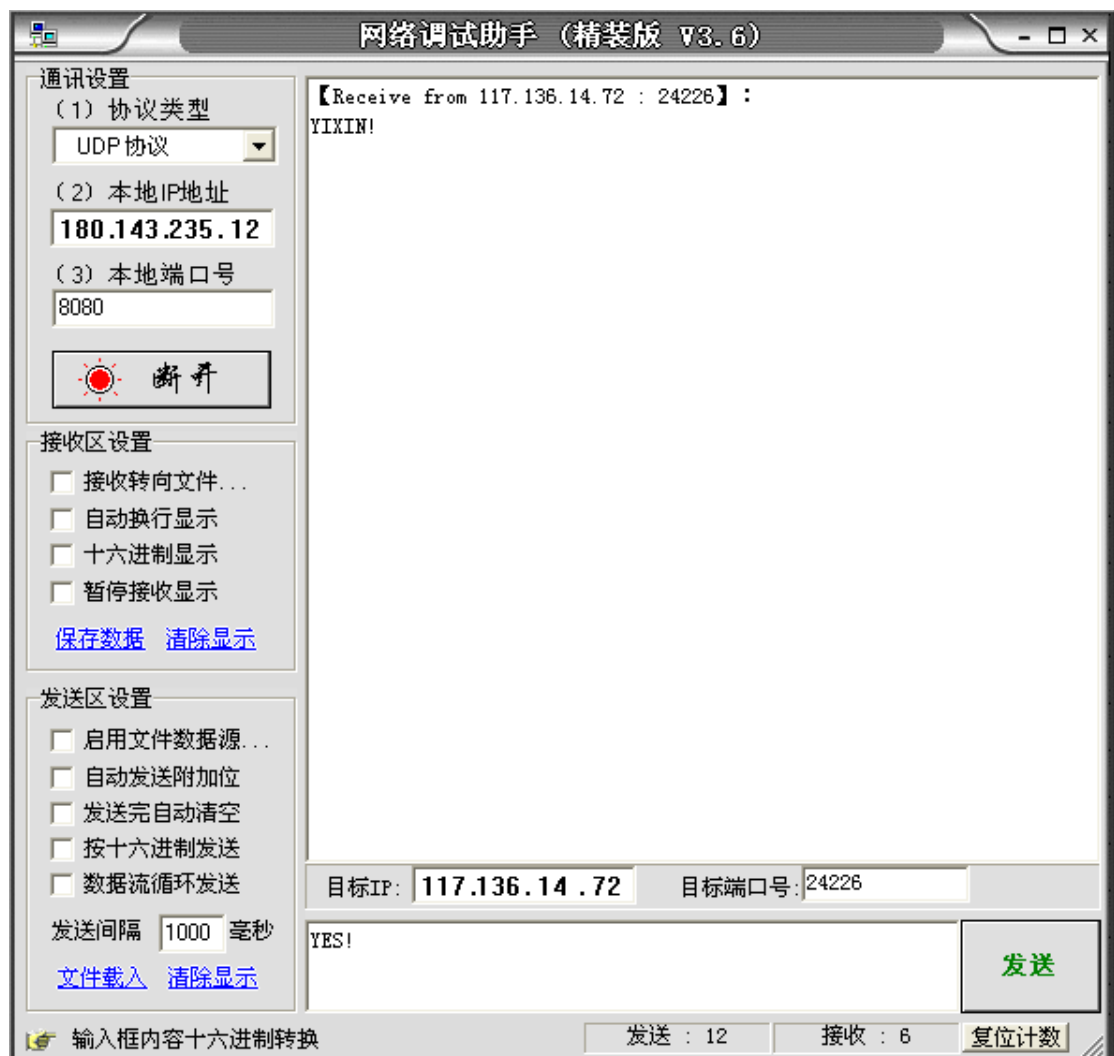 网络调试助手 (精装版 V3.6)
通讯设置
(1) 协议类型
UDP协议
(2) 本地IP地址
180.143.235.12
(3) 本地端口号
8080
断开
接收区设置
接收转向文件...
自动换行显示
十六进制显示
暂停接收显示
保存数据 清除显示
发送区设置
启用文件数据源...
自动发送附加位
发送完自动清空
按十六进制发送
数据流循环发送
发送间隔 1000 毫秒
文件载入 清除显示
【Receive from 117.136.14.72 : 24226】:
YIXIN!
目标IP: 117.136.14.72 目标端口号: 24226
YES!
发送
输入框内容十六进制转换 发送 : 12 接收 : 6 复位计数